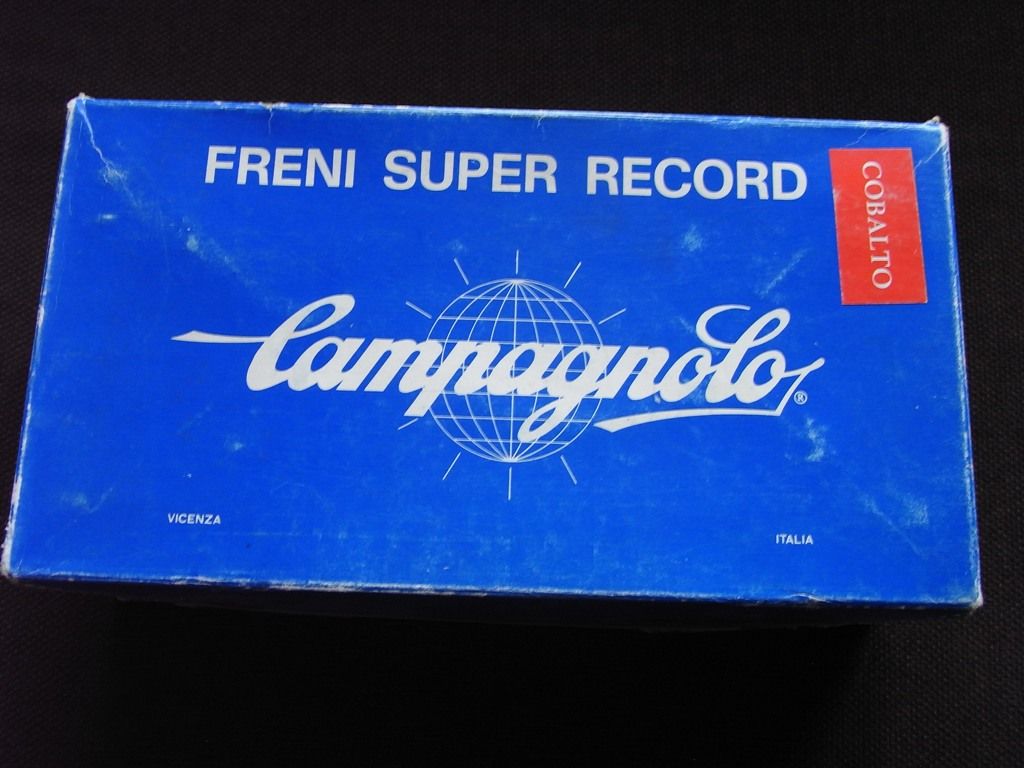 FRENI SUPER RECORD
COBALTO
Campagnolo®
VICENZA
ITALIA